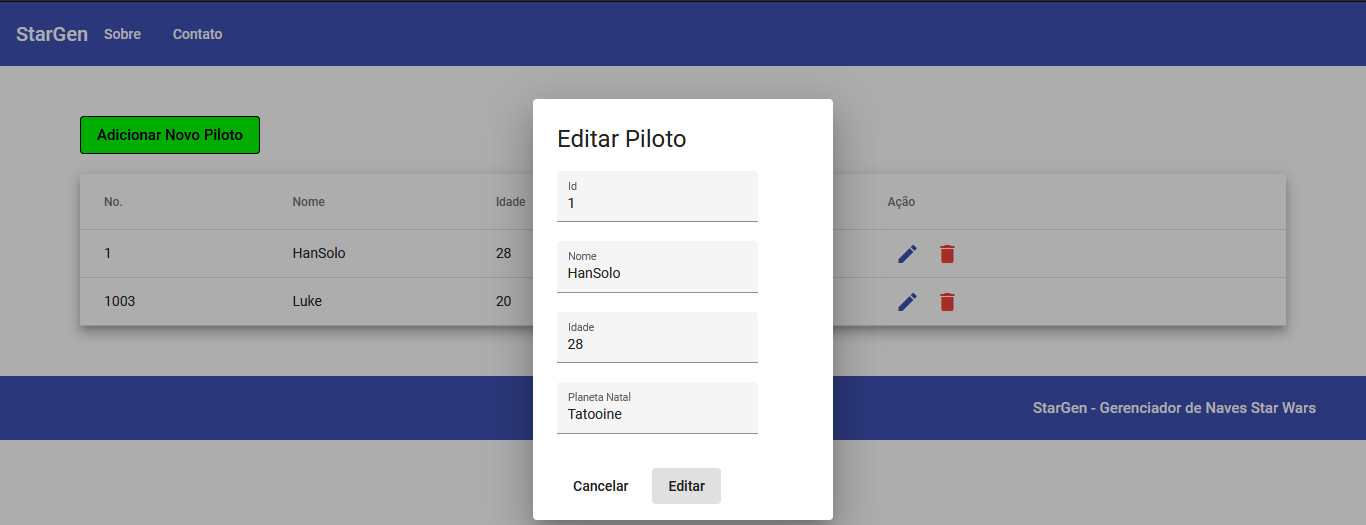 StarGen Sobre Contato
Adicionar Novo Piloto
No. Nome Idade Ação
1 HanSolo 28
1003 Luke 20
Editar Piloto
Id
1
Nome
HanSolo
Idade
28
Planeta Natal
Tatooine
Cancelar Editar
StarGen - Gerenciador de Naves Star Wars